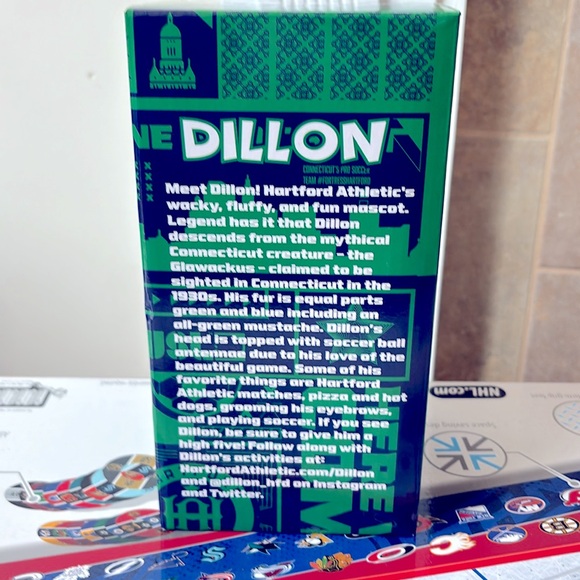 NE DILLON
CONNECTICUT'S PRO SOCCER
TEAM #FORTRESSHARTFORD
Meet Dillon! Hartford Athletic's
wacky, fluffy, and fun mascot.
Legend has it that Dillon
descends from the mythical
Connecticut creature - the
Glawackus - claimed to be
sighted in Connecticut in the
1930s. His fur is equal parts
green and blue including an
all-green mustache. Dillon's
head is topped with soccer ball
antennae due to his love of the
beautiful game. Some of his
favorite things are Hartford
Athletic matches, pizza and hot
dogs, grooming his eyebrows,
and playing soccer. If you see
Dillon, be sure to give him a
high five! Follow along with
Dillon's activities at:
HartfordAthletic.com/Dillon
and @dillon_hfd on Instagram
and Twitter.
NHL.com